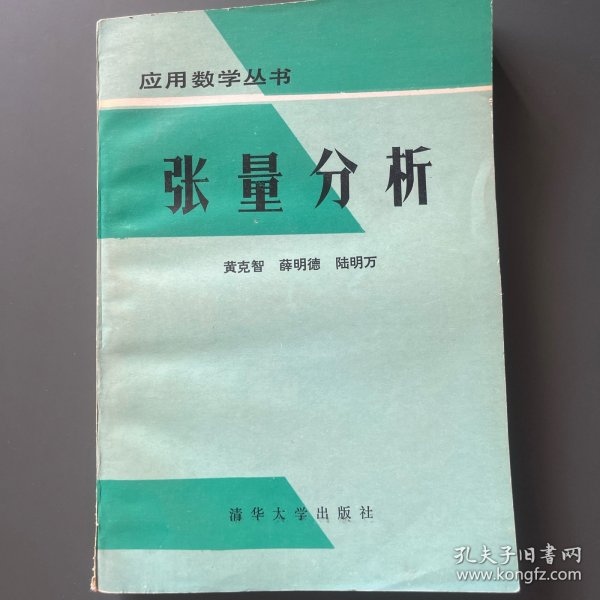 应用数学丛书
张量分析
黄克智 薛明德 陆明万
清华大学出版社
孔夫子旧书网
www.kongfz.com